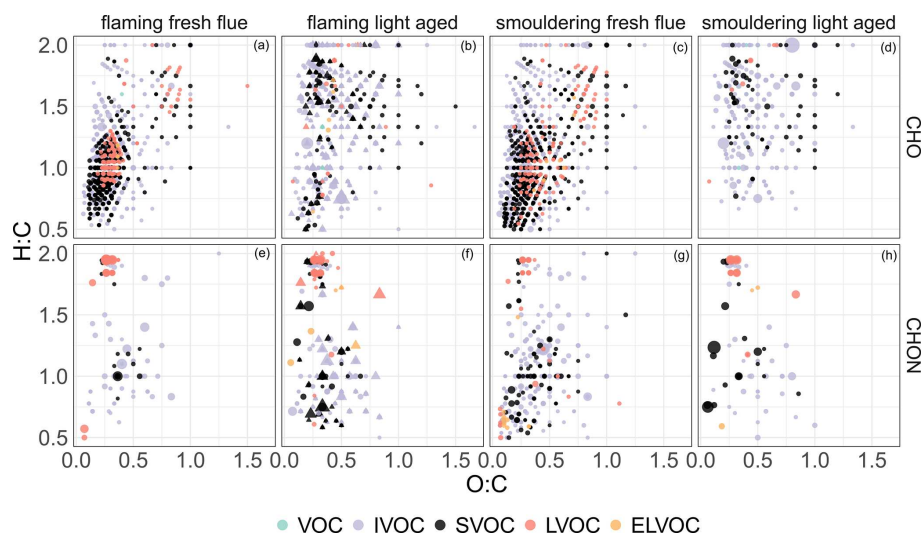 flaming fresh flue flaming light aged smouldering fresh flue smouldering light aged
2.0 (a) (b) (c) (d)
1.5
1.0
0.5
CHO
H:C
2.0 (e) (f) (g) (h)
1.5
1.0
0.5
CHON
0.0 0.5 1.0 1.5 0.0 0.5 1.0 1.5 0.0 0.5 1.0 1.5 0.0 0.5 1.0 1.5
O:C
VOC IVOC SVOC LVOC ELVOC